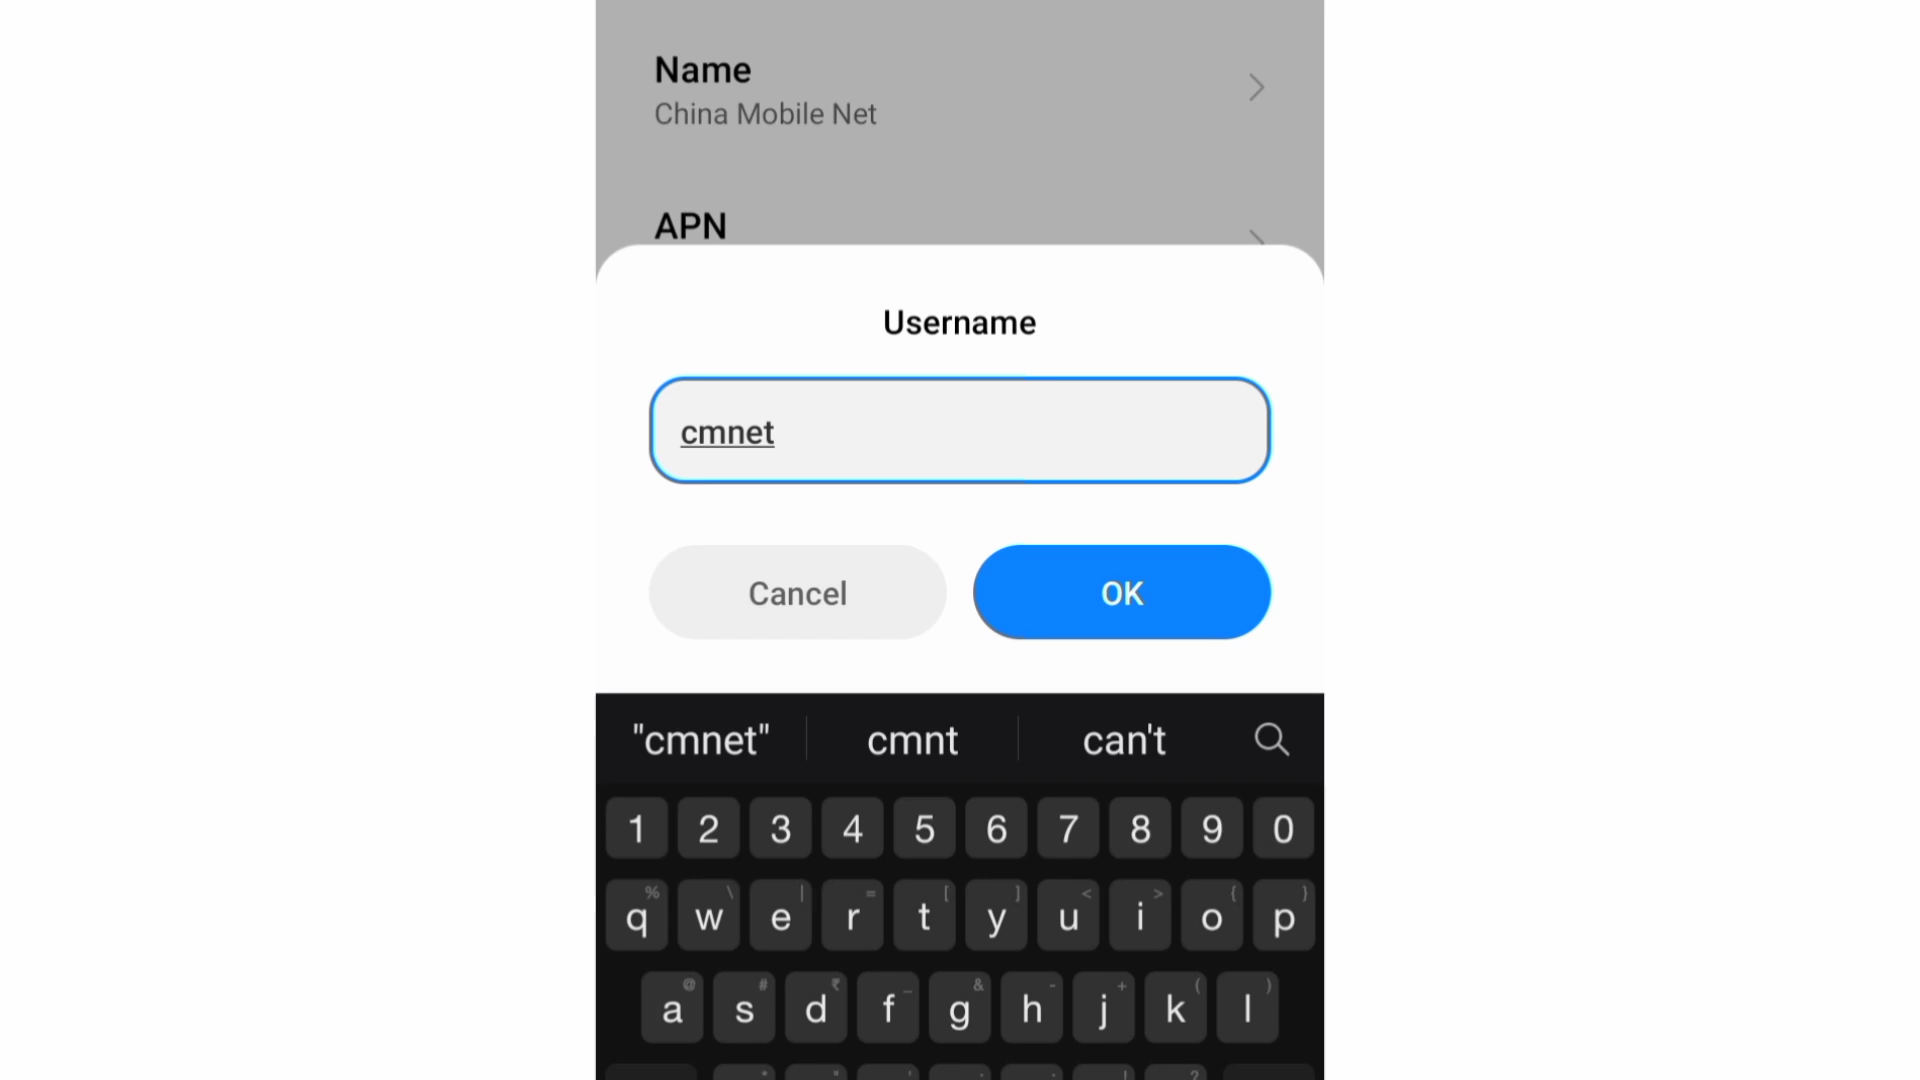 Name
China Mobile Net
APN
Username
cmnet
Cancel OK
"cmnet" cmnt can't
1 2 3 4 5 6 7 8 9 0
% \ | = [ ] < > { }
q w e r t y u i o p
@ # ₹ _ & - + ( )
a s d f g h j k l